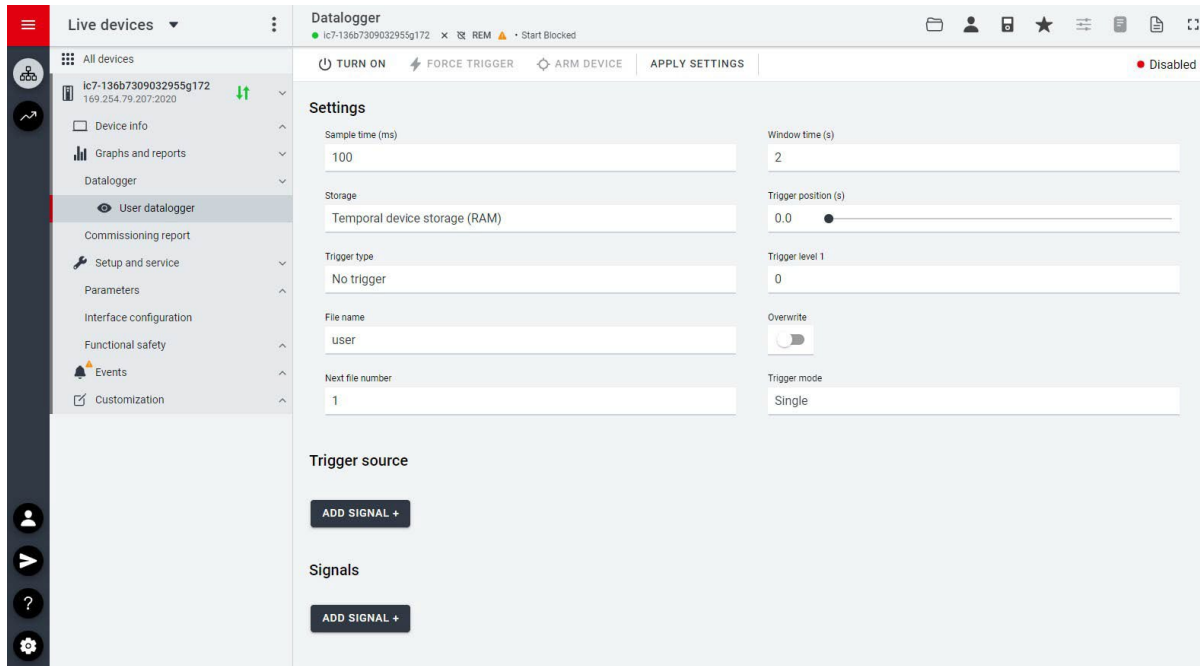 Live devices
Datalogger
ic7-136b7309032955g172 REM • Start Blocked
All devices
ic7-136b7309032955g172
169.254.79.207:2020
Device info
Graphs and reports
Datalogger
User datalogger
Commissioning report
Setup and service
Parameters
Interface configuration
Functional safety
Events
Customization
TURN ON FORCE TRIGGER ARM DEVICE APPLY SETTINGS
Disabled
Settings
Sample time (ms)
100
Window time (s)
2
Storage
Temporal device storage (RAM)
Trigger position (s)
0.0
Trigger type
No trigger
Trigger level 1
0
File name
user
Overwrite
Next file number
1
Trigger mode
Single
Trigger source
ADD SIGNAL +
Signals
ADD SIGNAL +
?